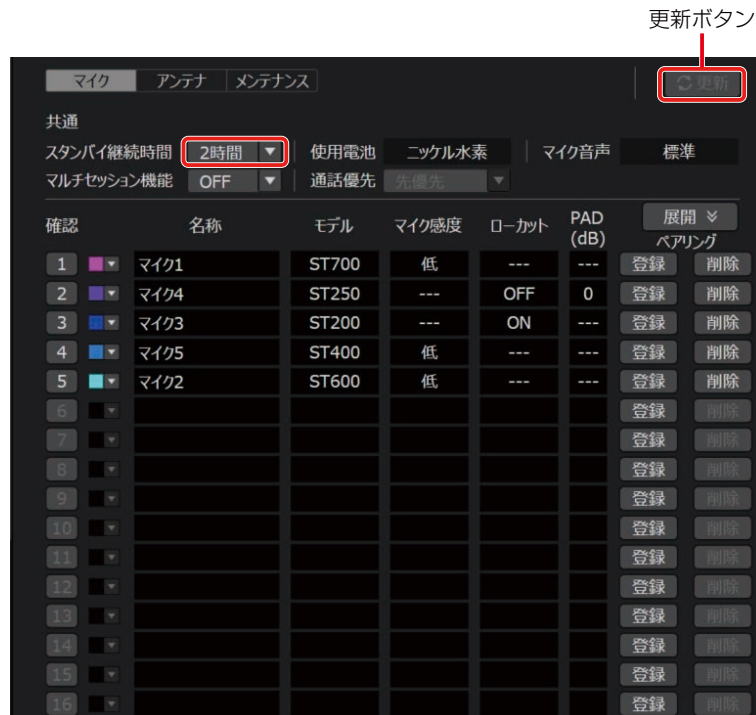 更新ボタン
マイク アンテナ メンテナンス 更新
共通
スタンバイ継続時間 2時間 使用電池 ニッケル水素 マイク音声 標準
マルチセッション機能 OFF 通話優先 先優先
確認 名称 モデル マイク感度 ローカット PAD (dB) 展開 ペアリング
1 マイク1 ST700 低 --- --- 登録 削除
2 マイク4 ST250 --- OFF 0 登録 削除
3 マイク3 ST200 --- ON --- 登録 削除
4 マイク5 ST400 低 --- --- 登録 削除
5 マイク2 ST600 低 --- --- 登録 削除
6 登録 削除
7 登録 削除
8 登録 削除
9 登録 削除
10 登録 削除
11 登録 削除
12 登録 削除
13 登録 削除
14 登録 削除
15 登録 削除
16 登録 削除